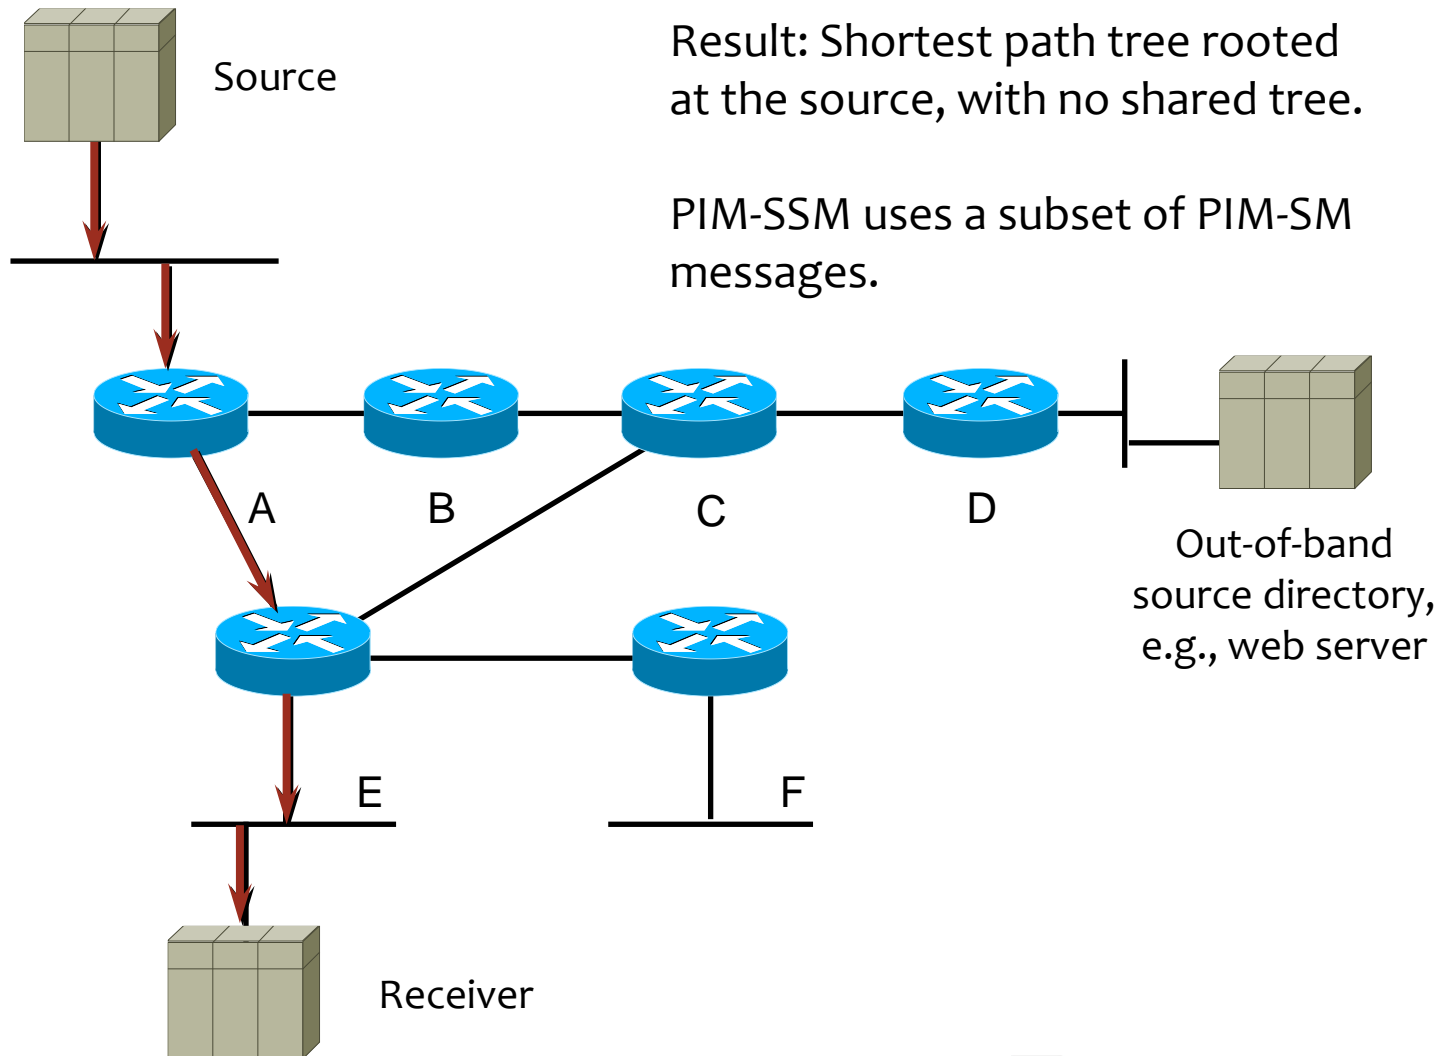 Result: Shortest path tree rooted
at the source, with no shared tree.
PIM-SSM uses a subset of PIM-SM
messages.
Source
A
B
C
D
Out-of-band
source directory,
e.g., web server
E
F
Receiver